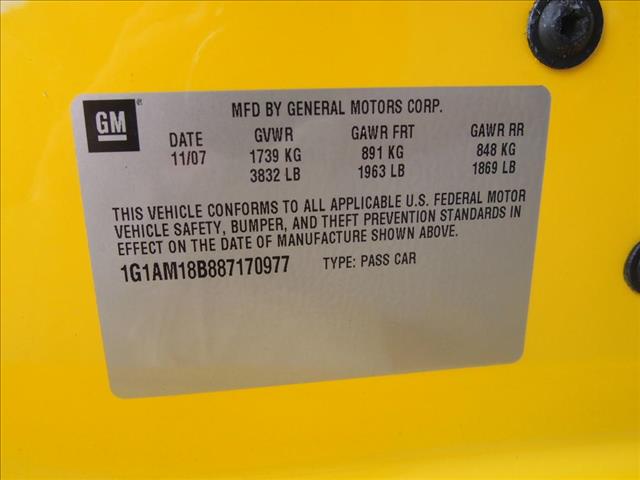 GM
MFD BY GENERAL MOTORS CORP.
DATE GVWR GAWR FRT GAWR RR
11/07 1739 KG 891 KG 848 KG
3832 LB 1963 LB 1869 LB
THIS VEHICLE CONFORMS TO ALL APPLICABLE U.S. FEDERAL MOTOR
VEHICLE SAFETY, BUMPER, AND THEFT PREVENTION STANDARDS IN
EFFECT ON THE DATE OF MANUFACTURE SHOWN ABOVE.
1G1AM18B887170977 TYPE: PASS CAR